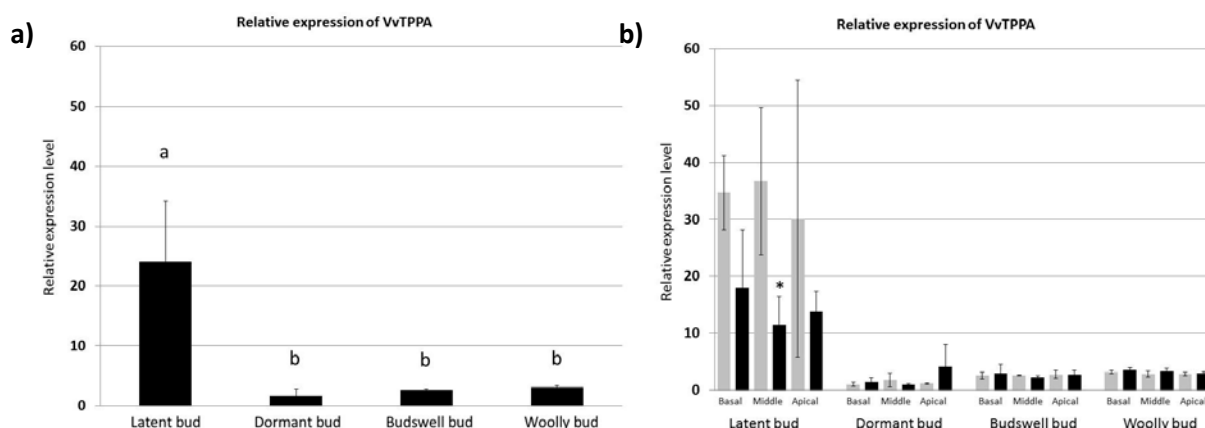 a)
Relative expression of VvTPPA
Relative expression level
60
50
40
30
20
10
0
a
b
b
b
Latent bud
Dormant bud
Budswell bud
Woolly bud
b)
Relative expression of VvTPPA
Relative expression level
60
50
40
30
20
10
0
*
Basal Middle Apical Basal Middle Apical Basal Middle Apical Basal Middle Apical
Latent bud Dormant bud Budswell bud Woolly bud